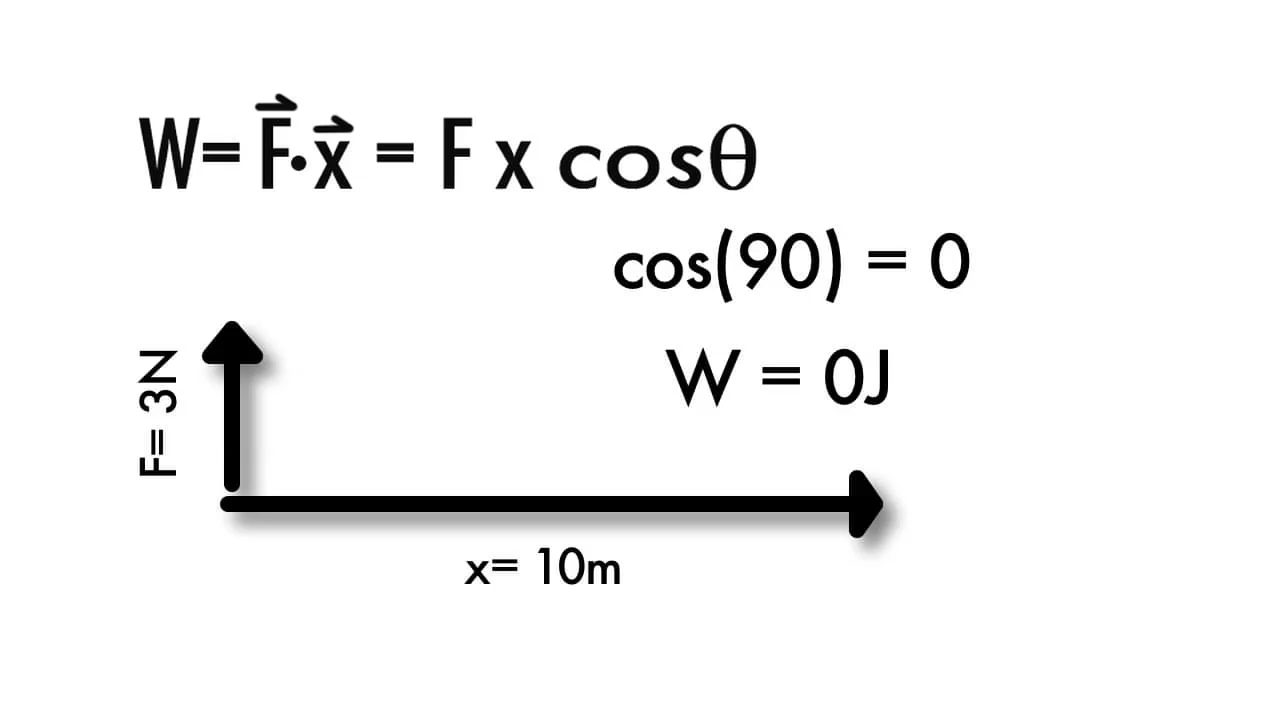 W= F⃗·x⃗ = F x cosθ
cos(90) = 0
W = 0J
F= 3N
x= 10m